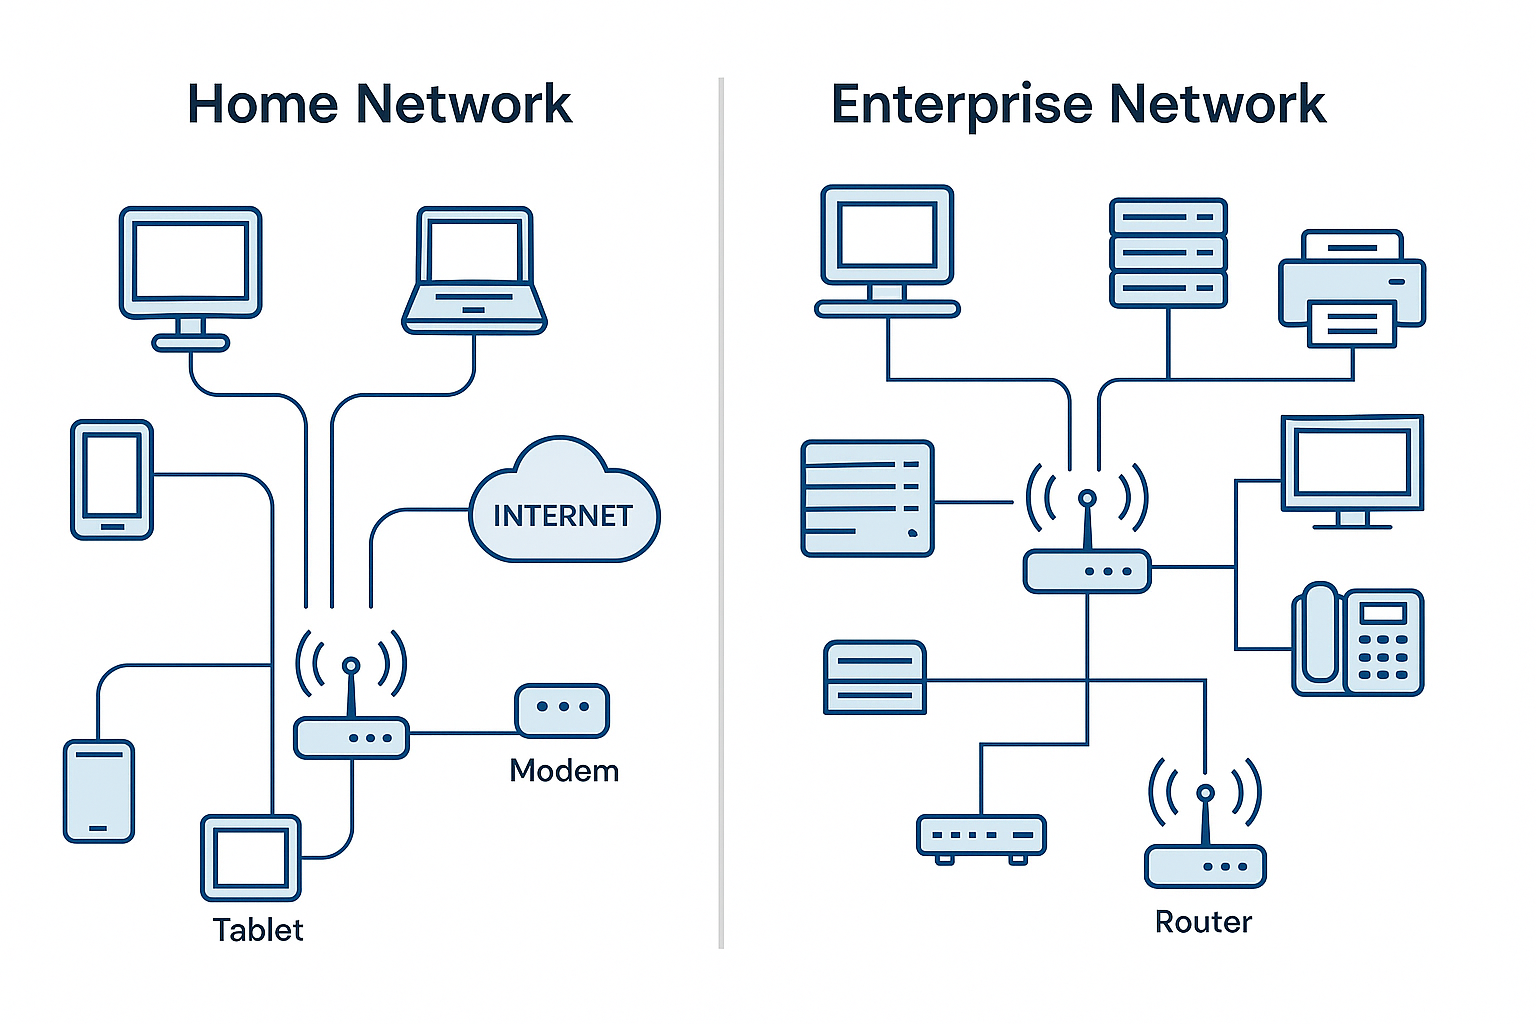 Home Network
Enterprise Network
INTERNET
Modem
Tablet
Router